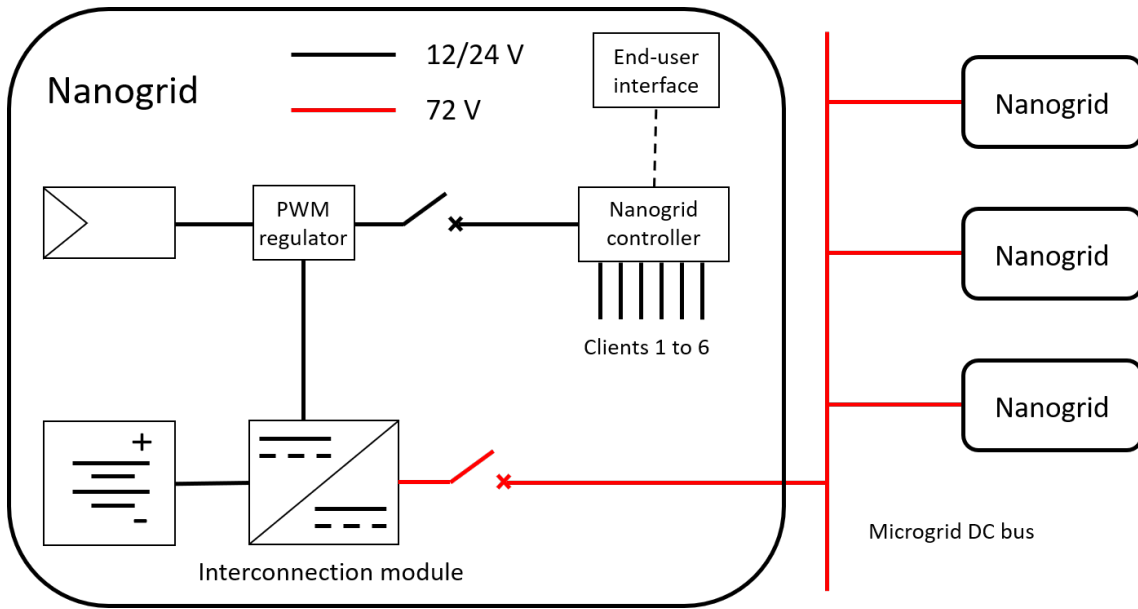 Nanogrid
12/24 V
72 V
End-user
interface
PWM
regulator
Nanogrid
controller
Clients 1 to 6
+
-
Interconnection module
Nanogrid
Nanogrid
Nanogrid
Microgrid DC bus